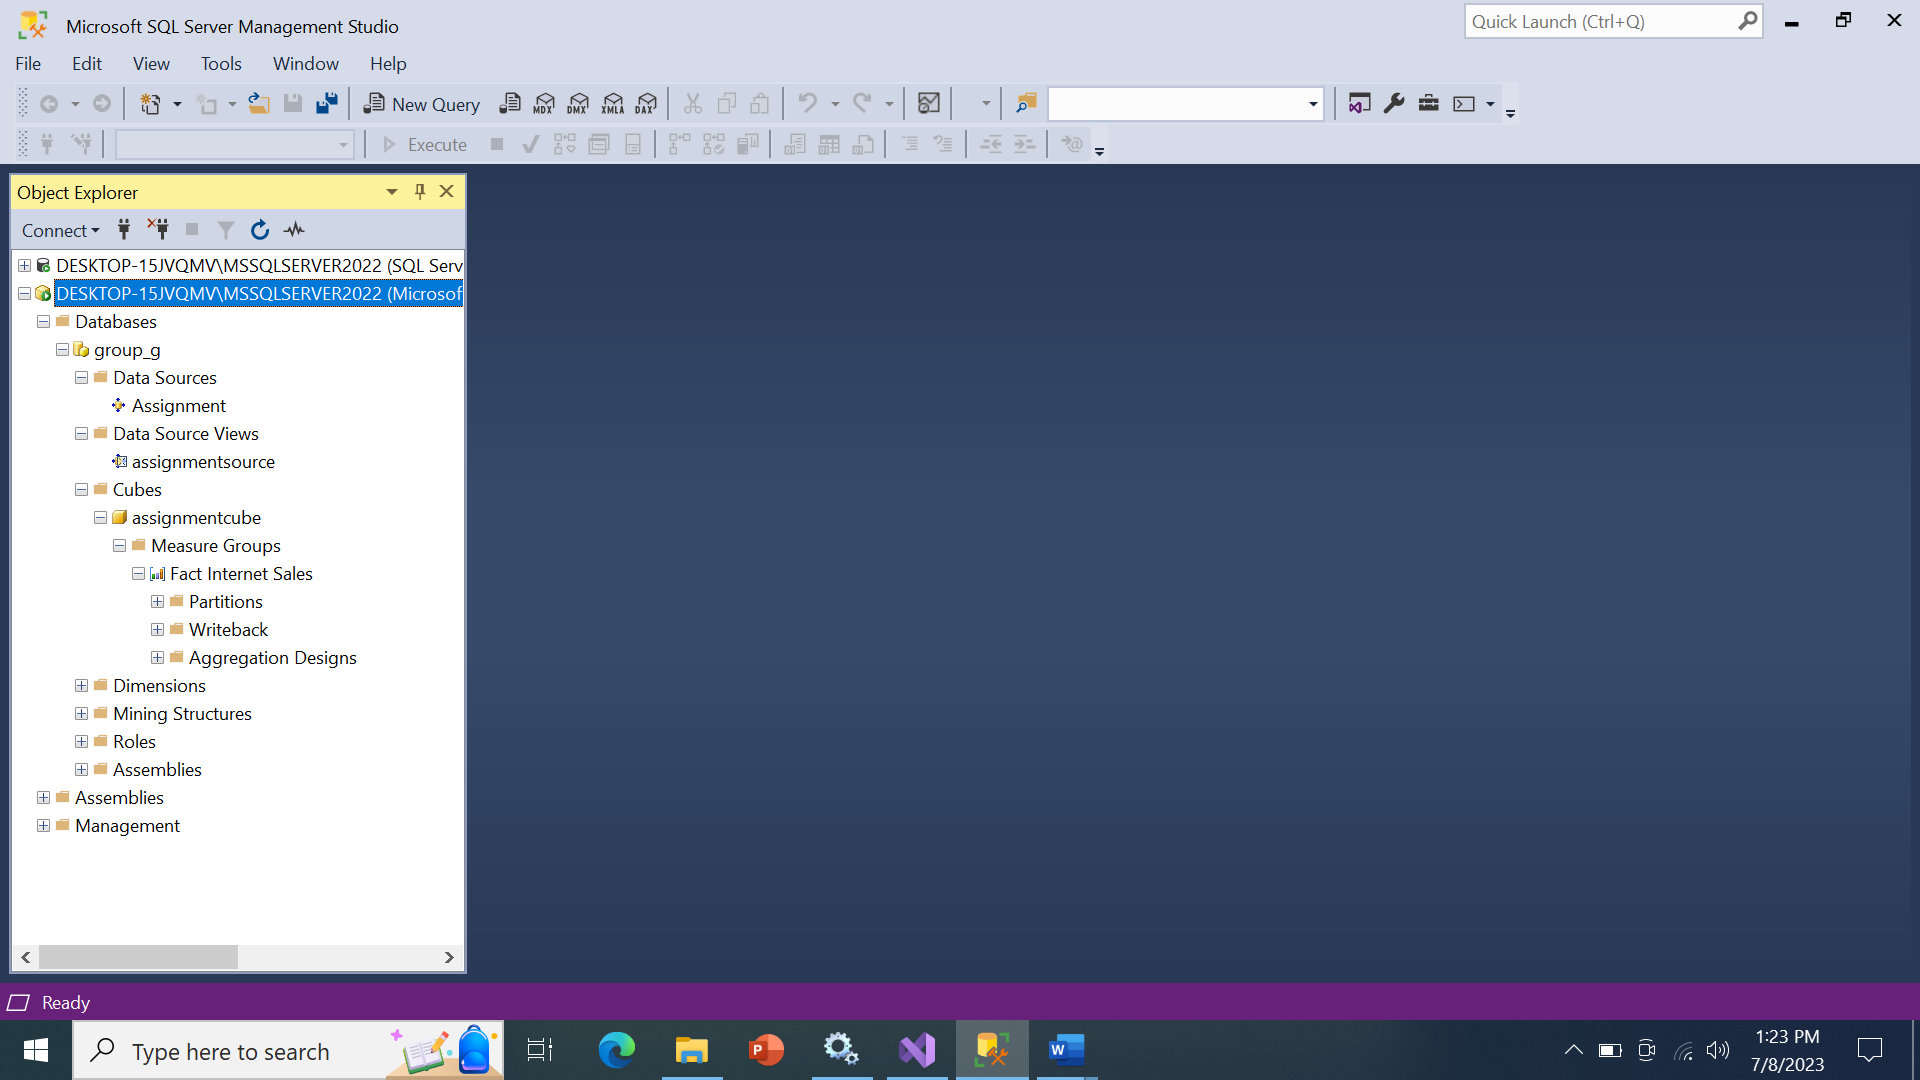 Microsoft SQL Server Management Studio
Quick Launch (Ctrl+Q)
File Edit View Tools Window Help
New Query MDX DMX XMLA DAX
Execute
Object Explorer
Connect
DESKTOP-15JVQMV\MSSQLSERVER2022 (SQL Serv
DESKTOP-15JVQMV\MSSQLSERVER2022 (Microsof
Databases
group_g
Data Sources
Assignment
Data Source Views
assignmentsource
Cubes
assignmentcube
Measure Groups
Fact Internet Sales
Partitions
Writeback
Aggregation Designs
Dimensions
Mining Structures
Roles
Assemblies
Assemblies
Management
Ready
Type here to search
1:23 PM
7/8/2023